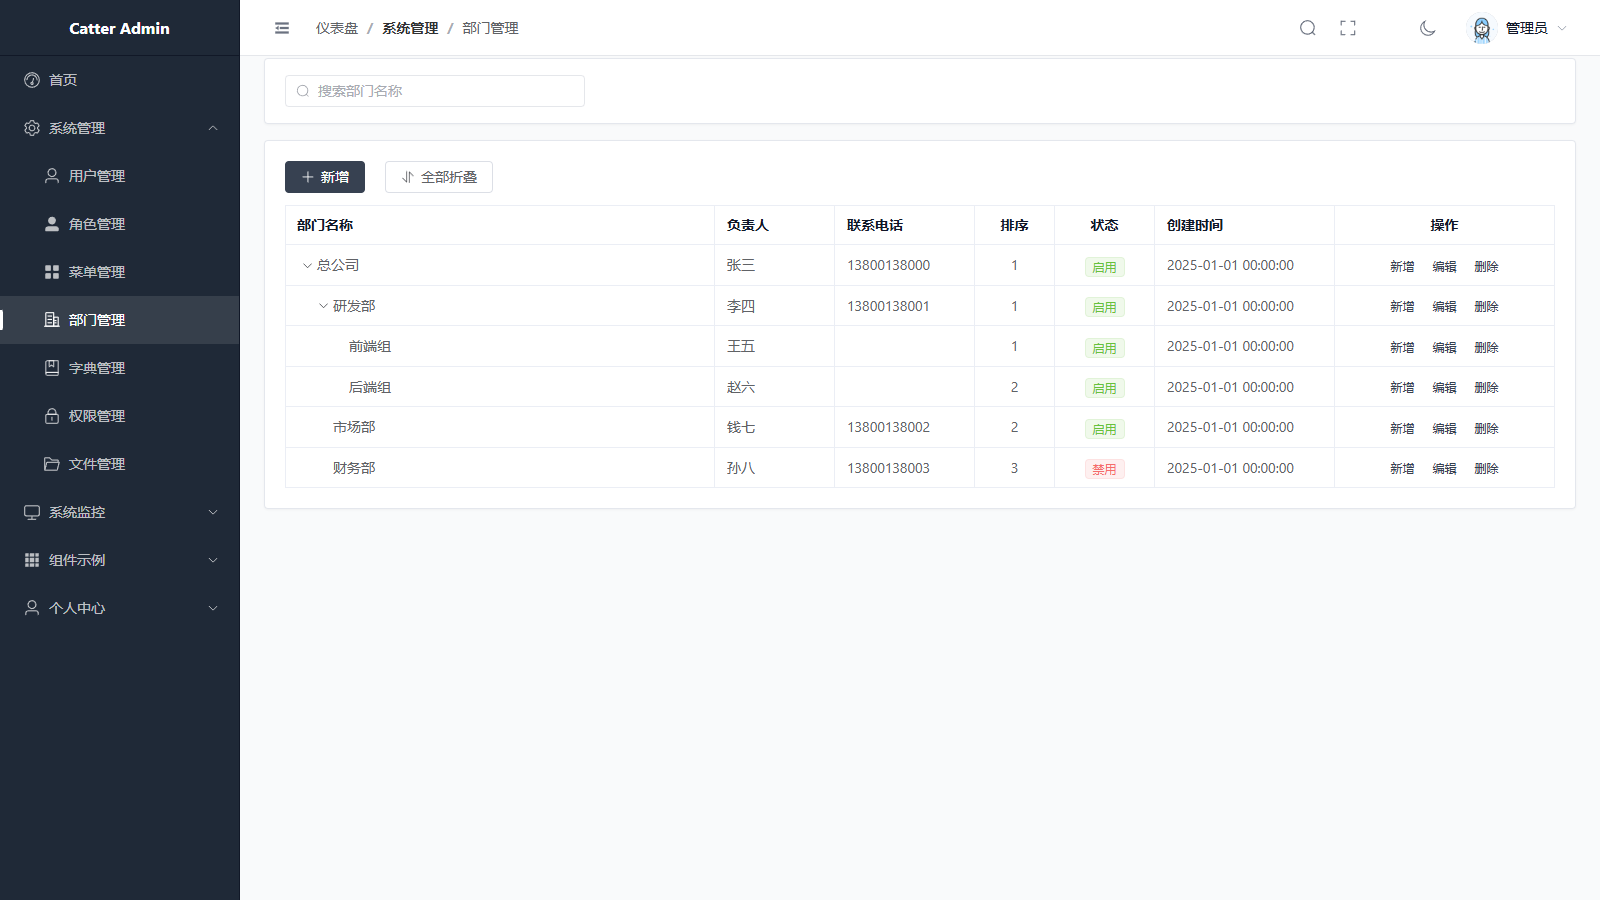 Catter Admin
仪表盘 / 系统管理 / 部门管理
管理员
首页
系统管理
用户管理
角色管理
菜单管理
部门管理
字典管理
权限管理
文件管理
系统监控
组件示例
个人中心
搜索部门名称
新增 全部折叠
部门名称 负责人 联系电话 排序 状态 创建时间 操作
总公司 张三 13800138000 1 启用 2025-01-01 00:00:00 新增 编辑 删除
研发部 李四 13800138001 1 启用 2025-01-01 00:00:00 新增 编辑 删除
前端组 王五 1 启用 2025-01-01 00:00:00 新增 编辑 删除
后端组 赵六 2 启用 2025-01-01 00:00:00 新增 编辑 删除
市场部 钱七 13800138002 2 启用 2025-01-01 00:00:00 新增 编辑 删除
财务部 孙八 13800138003 3 禁用 2025-01-01 00:00:00 新增 编辑 删除